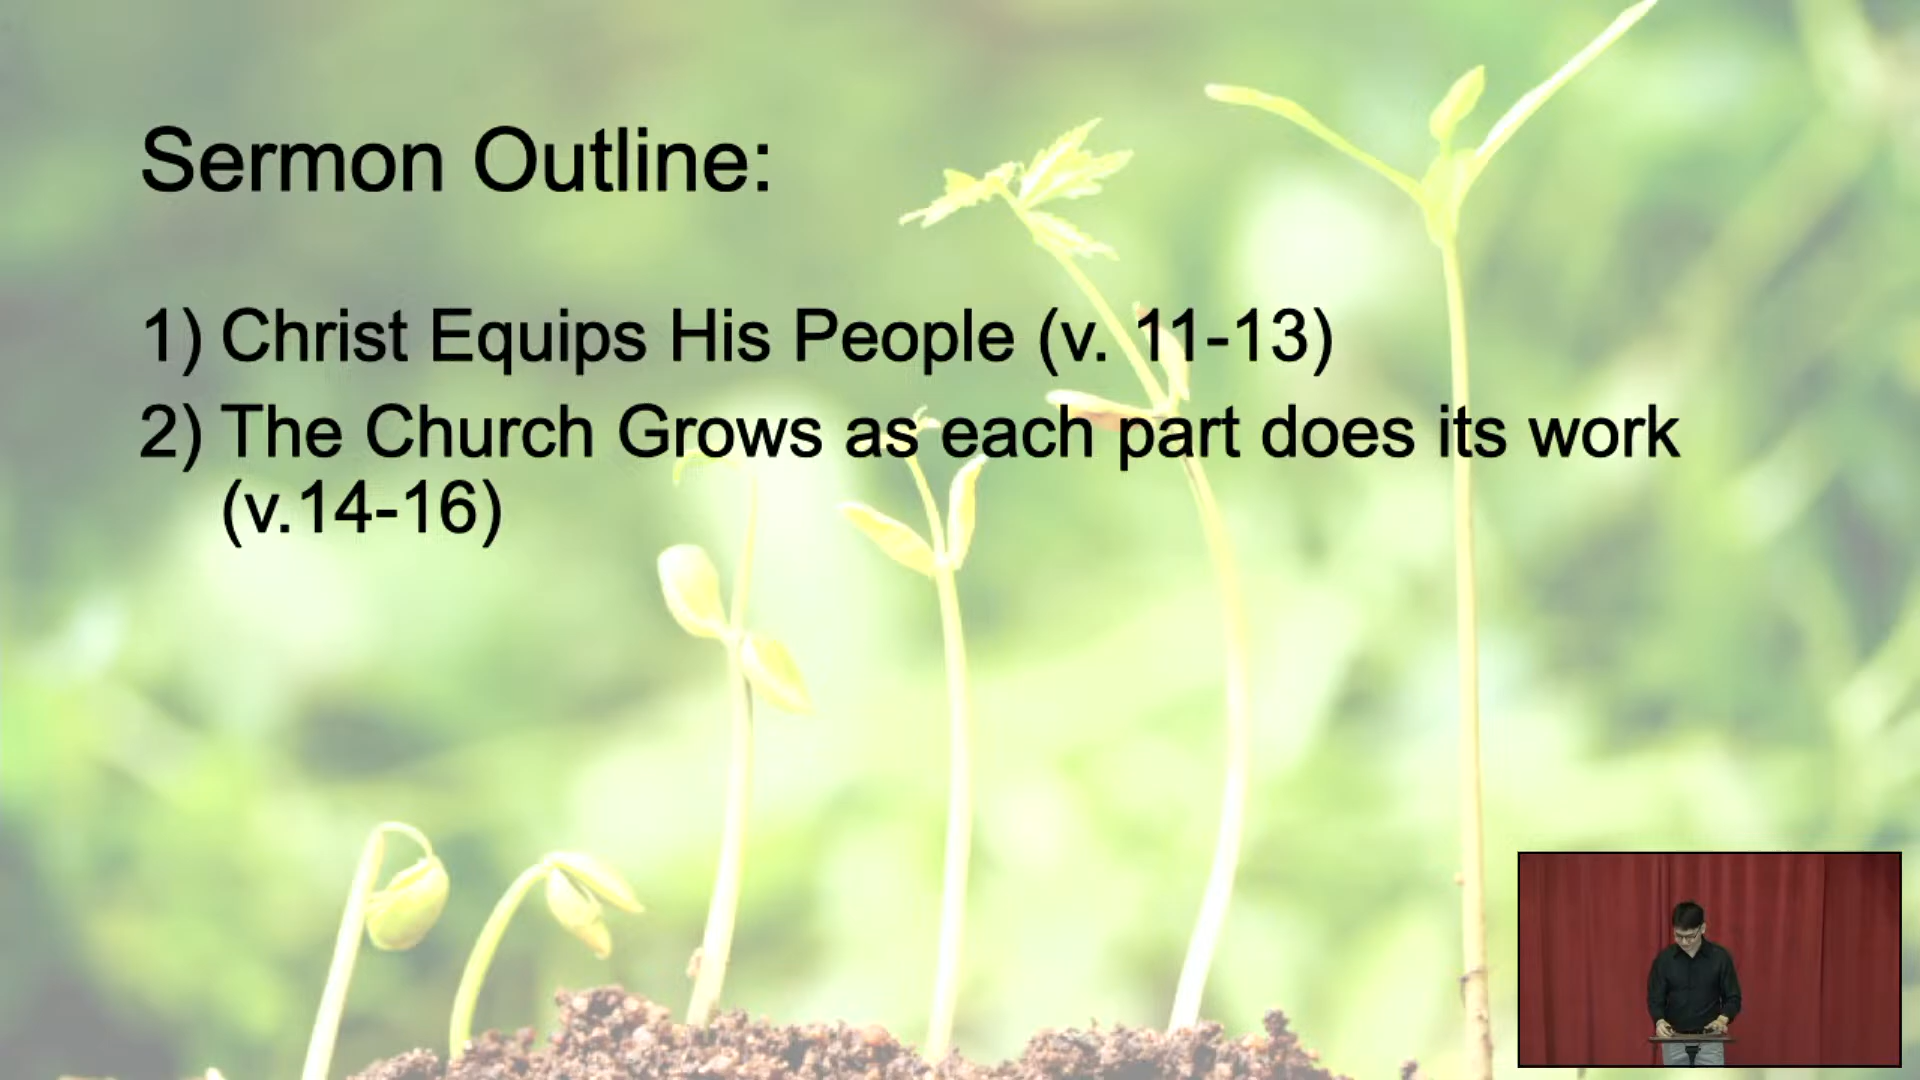 Sermon Outline:
1) Christ Equips His People (v. 11-13)
2) The Church Grows as each part does its work
(v.14-16)